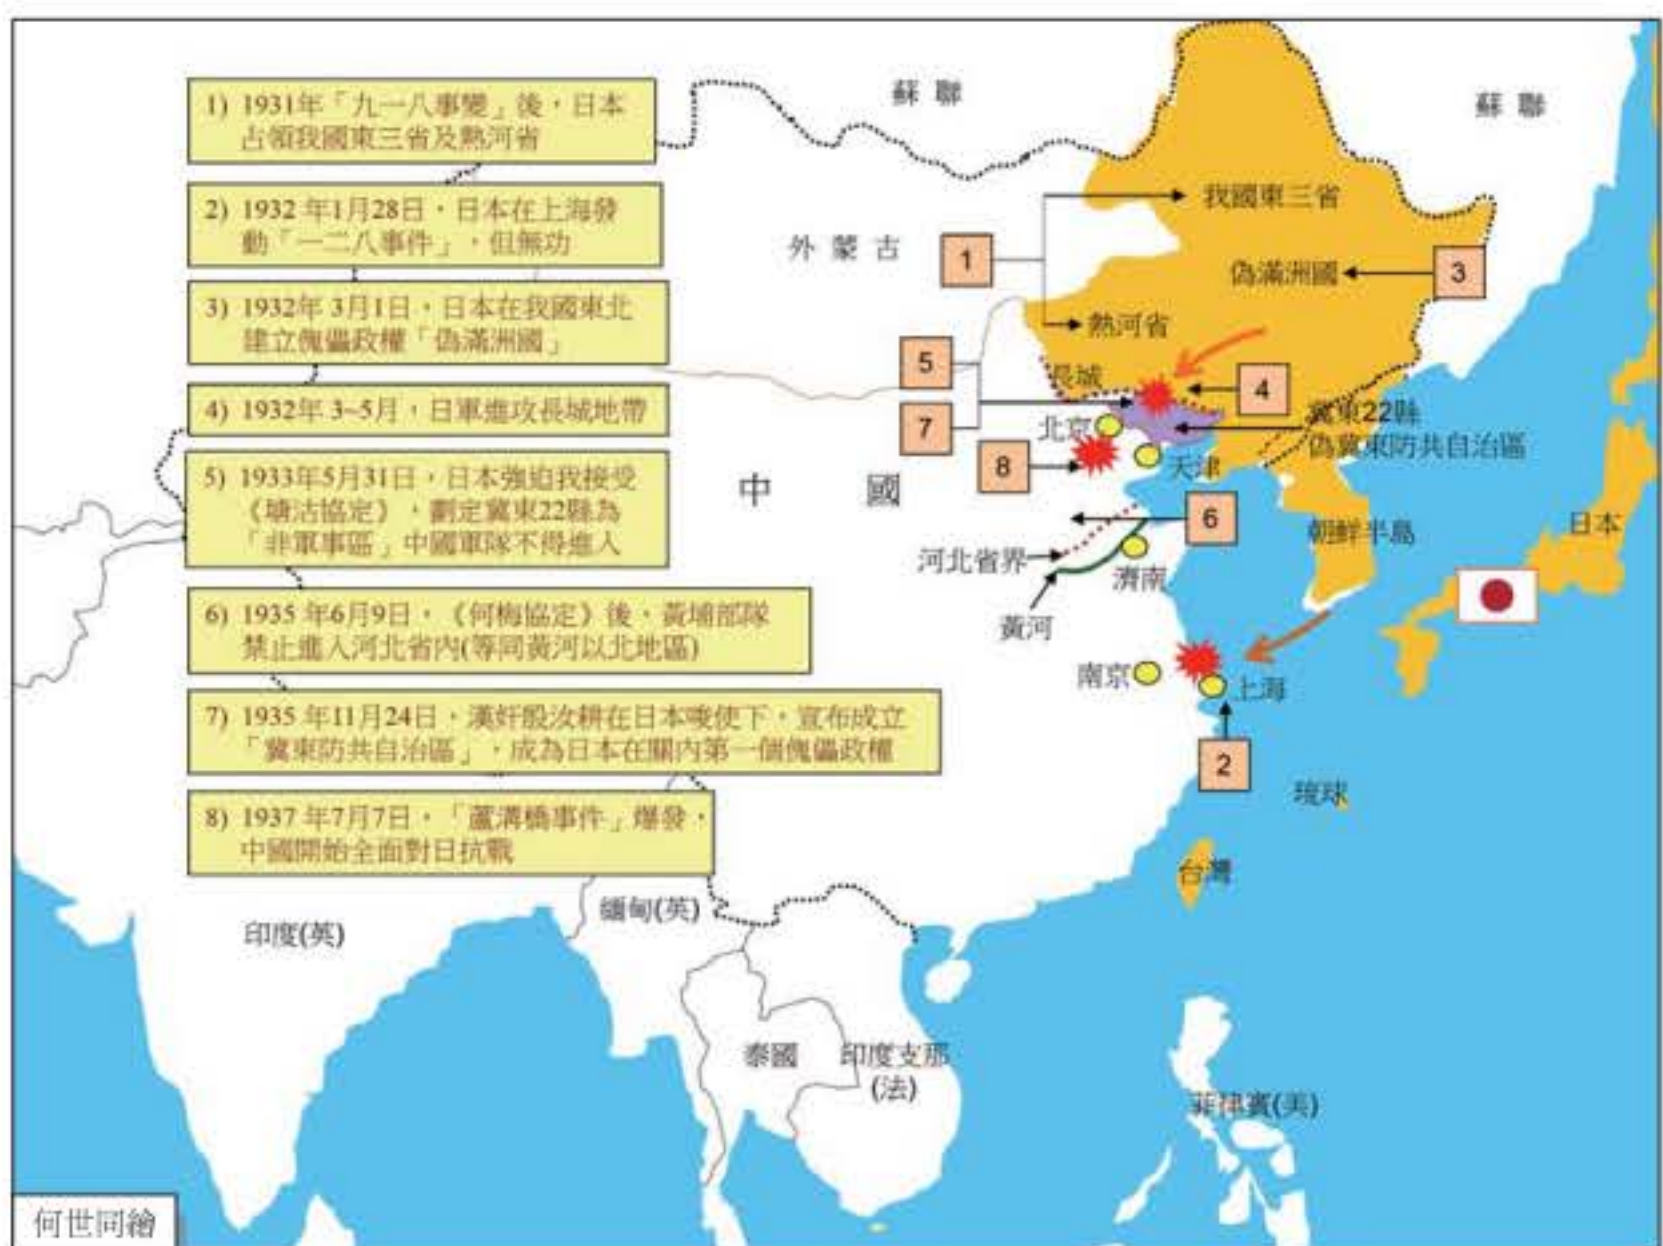 1) 1931年「九一八事變」後，日本
占領我國東三省及熱河省
2) 1932 年1月28日，日本在上海發
動「一二八事件」，但無功
3) 1932年 3月1日，日本在我國東北
建立傀儡政權「偽滿洲國」
4) 1932年 3~5月，日軍進攻長城地帶
5) 1933年5月31日，日本強迫我接受
《塘沽協定》，劃定冀東22縣為
「非軍事區」中國軍隊不得進入
6) 1935 年6月9日，《何梅協定》後，黃埔部隊
禁止進入河北省內(等同黃河以北地區)
7) 1935 年11月24日，漢奸殷汝耕在日本唆使下，宣布成立
「冀東防共自治區」，成為日本在關內第一個傀儡政權
8) 1937 年7月7日，「蘆溝橋事件」爆發，
中國開始全面對日抗戰
蘇聯
蘇聯
外蒙古
1
我國東三省
偽滿洲國
3
熱河省
5
長城
4
7
北京
冀東22縣
偽冀東防共自治區
8
天津
中國
6
朝鮮半島
日本
河北省界
濟南
黃河
南京
上海
2
琉球
台灣
緬甸(英)
印度(英)
泰國
印度支那
(法)
菲律賓(美)
何世同繪